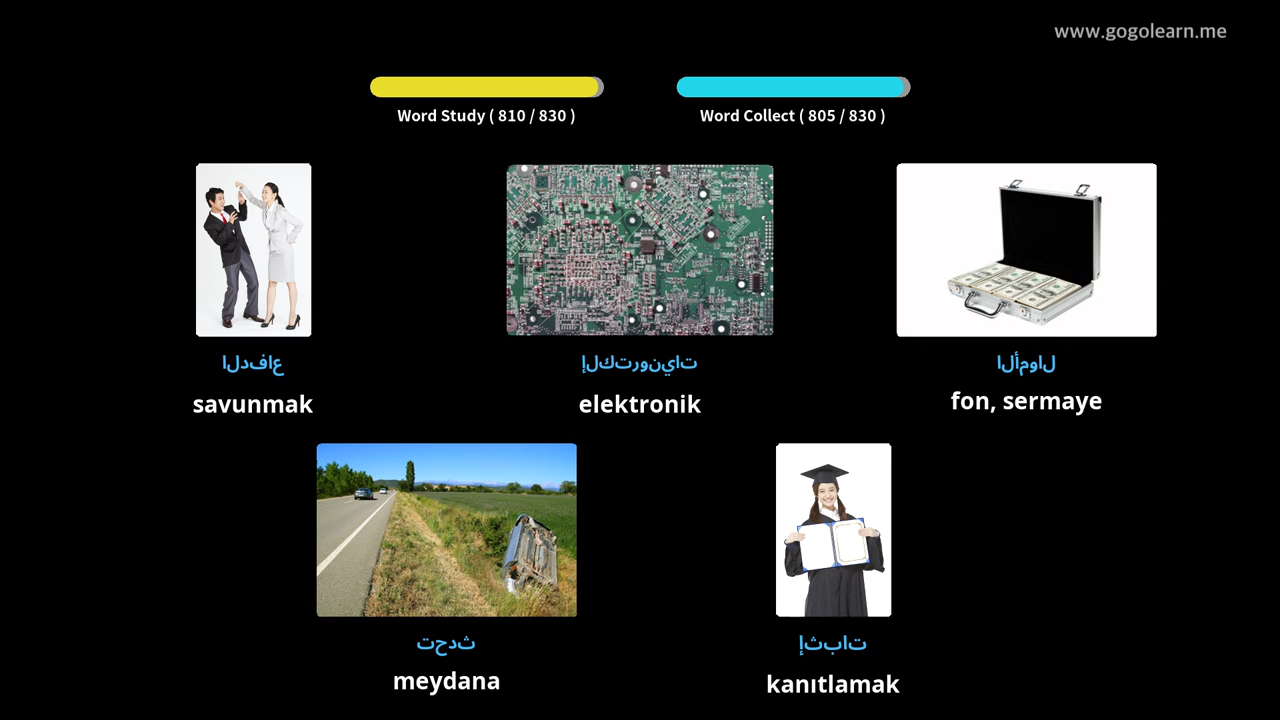 www.gogolearn.me
Word Study ( 810 / 830 )
Word Collect ( 805 / 830 )
الدفاع
إلكترونيات
الأموال
savunmak
elektronik
fon, sermaye
تحدث
إثبات
meydana
kanıtlamak